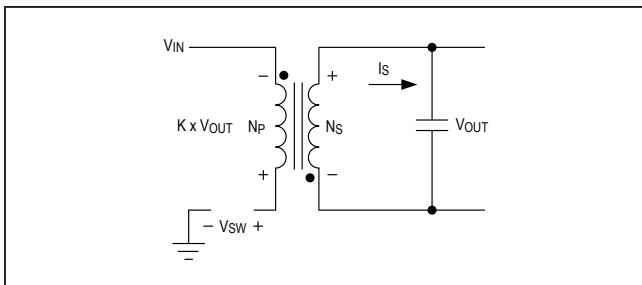 VIN
− +
IS
K x VOUT NP NS VOUT
+ −
− VSW +